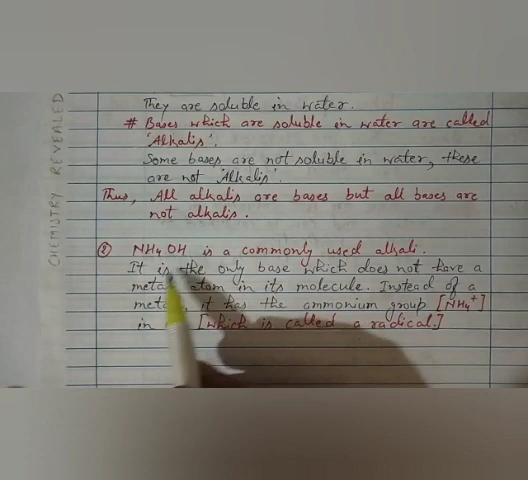 They are soluble in water.
# Bases which are soluble in water are called
'Alkalis'.
Some bases are not soluble in water, these
are not 'Alkalis'.
Thus, All alkalis are bases but all bases are
not alkalis.
② NH4OH is a commonly used alkali.
It is the only base which does not have a
metal atom in its molecule. Instead of a
metal, it has the ammonium group [NH4+]
in [which is called a radical.]
CHEMISTRY REVEALED